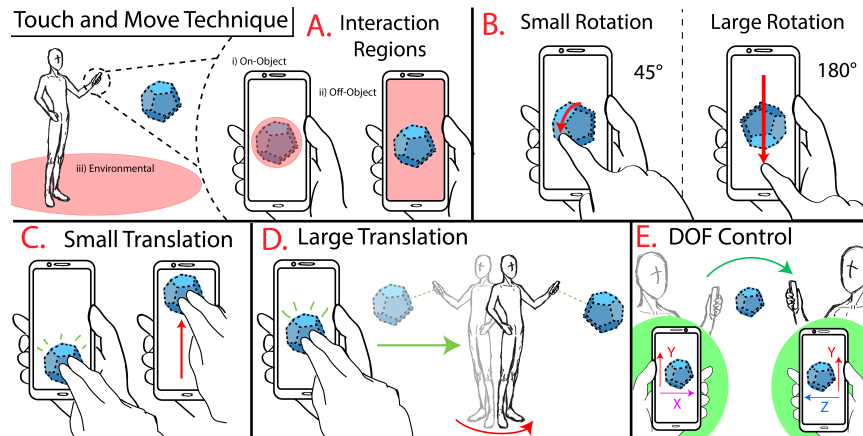 Touch and Move Technique
A. Interaction
Regions
i) On-Object
ii) Off-Object
iii) Environmental
B. Small Rotation
45°
Large Rotation
180°
C. Small Translation
D. Large Translation
E. DOF Control
Y
X
Y
Z